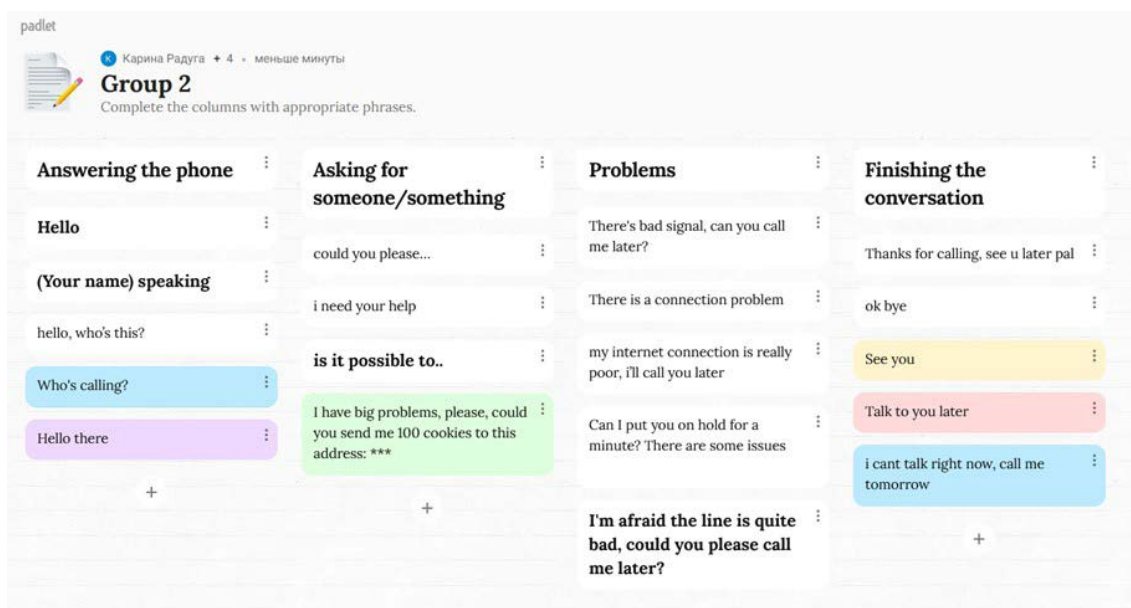 padlet
К Карина Радуга + 4 • меньше минуты
Group 2
Complete the columns with appropriate phrases.
Answering the phone
Hello
(Your name) speaking
hello, who's this?
Who's calling?
Hello there
+
Asking for
someone/something
could you please...
i need your help
is it possible to..
I have big problems, please, could
you send me 100 cookies to this
address: ***
+
Problems
There's bad signal, can you call
me later?
There is a connection problem
my internet connection is really
poor, i'll call you later
Can I put you on hold for a
minute? There are some issues
I'm afraid the line is quite
bad, could you please call
me later?
Finishing the
conversation
Thanks for calling, see u later pal
ok bye
See you
Talk to you later
i cant talk right now, call me
tomorrow
+